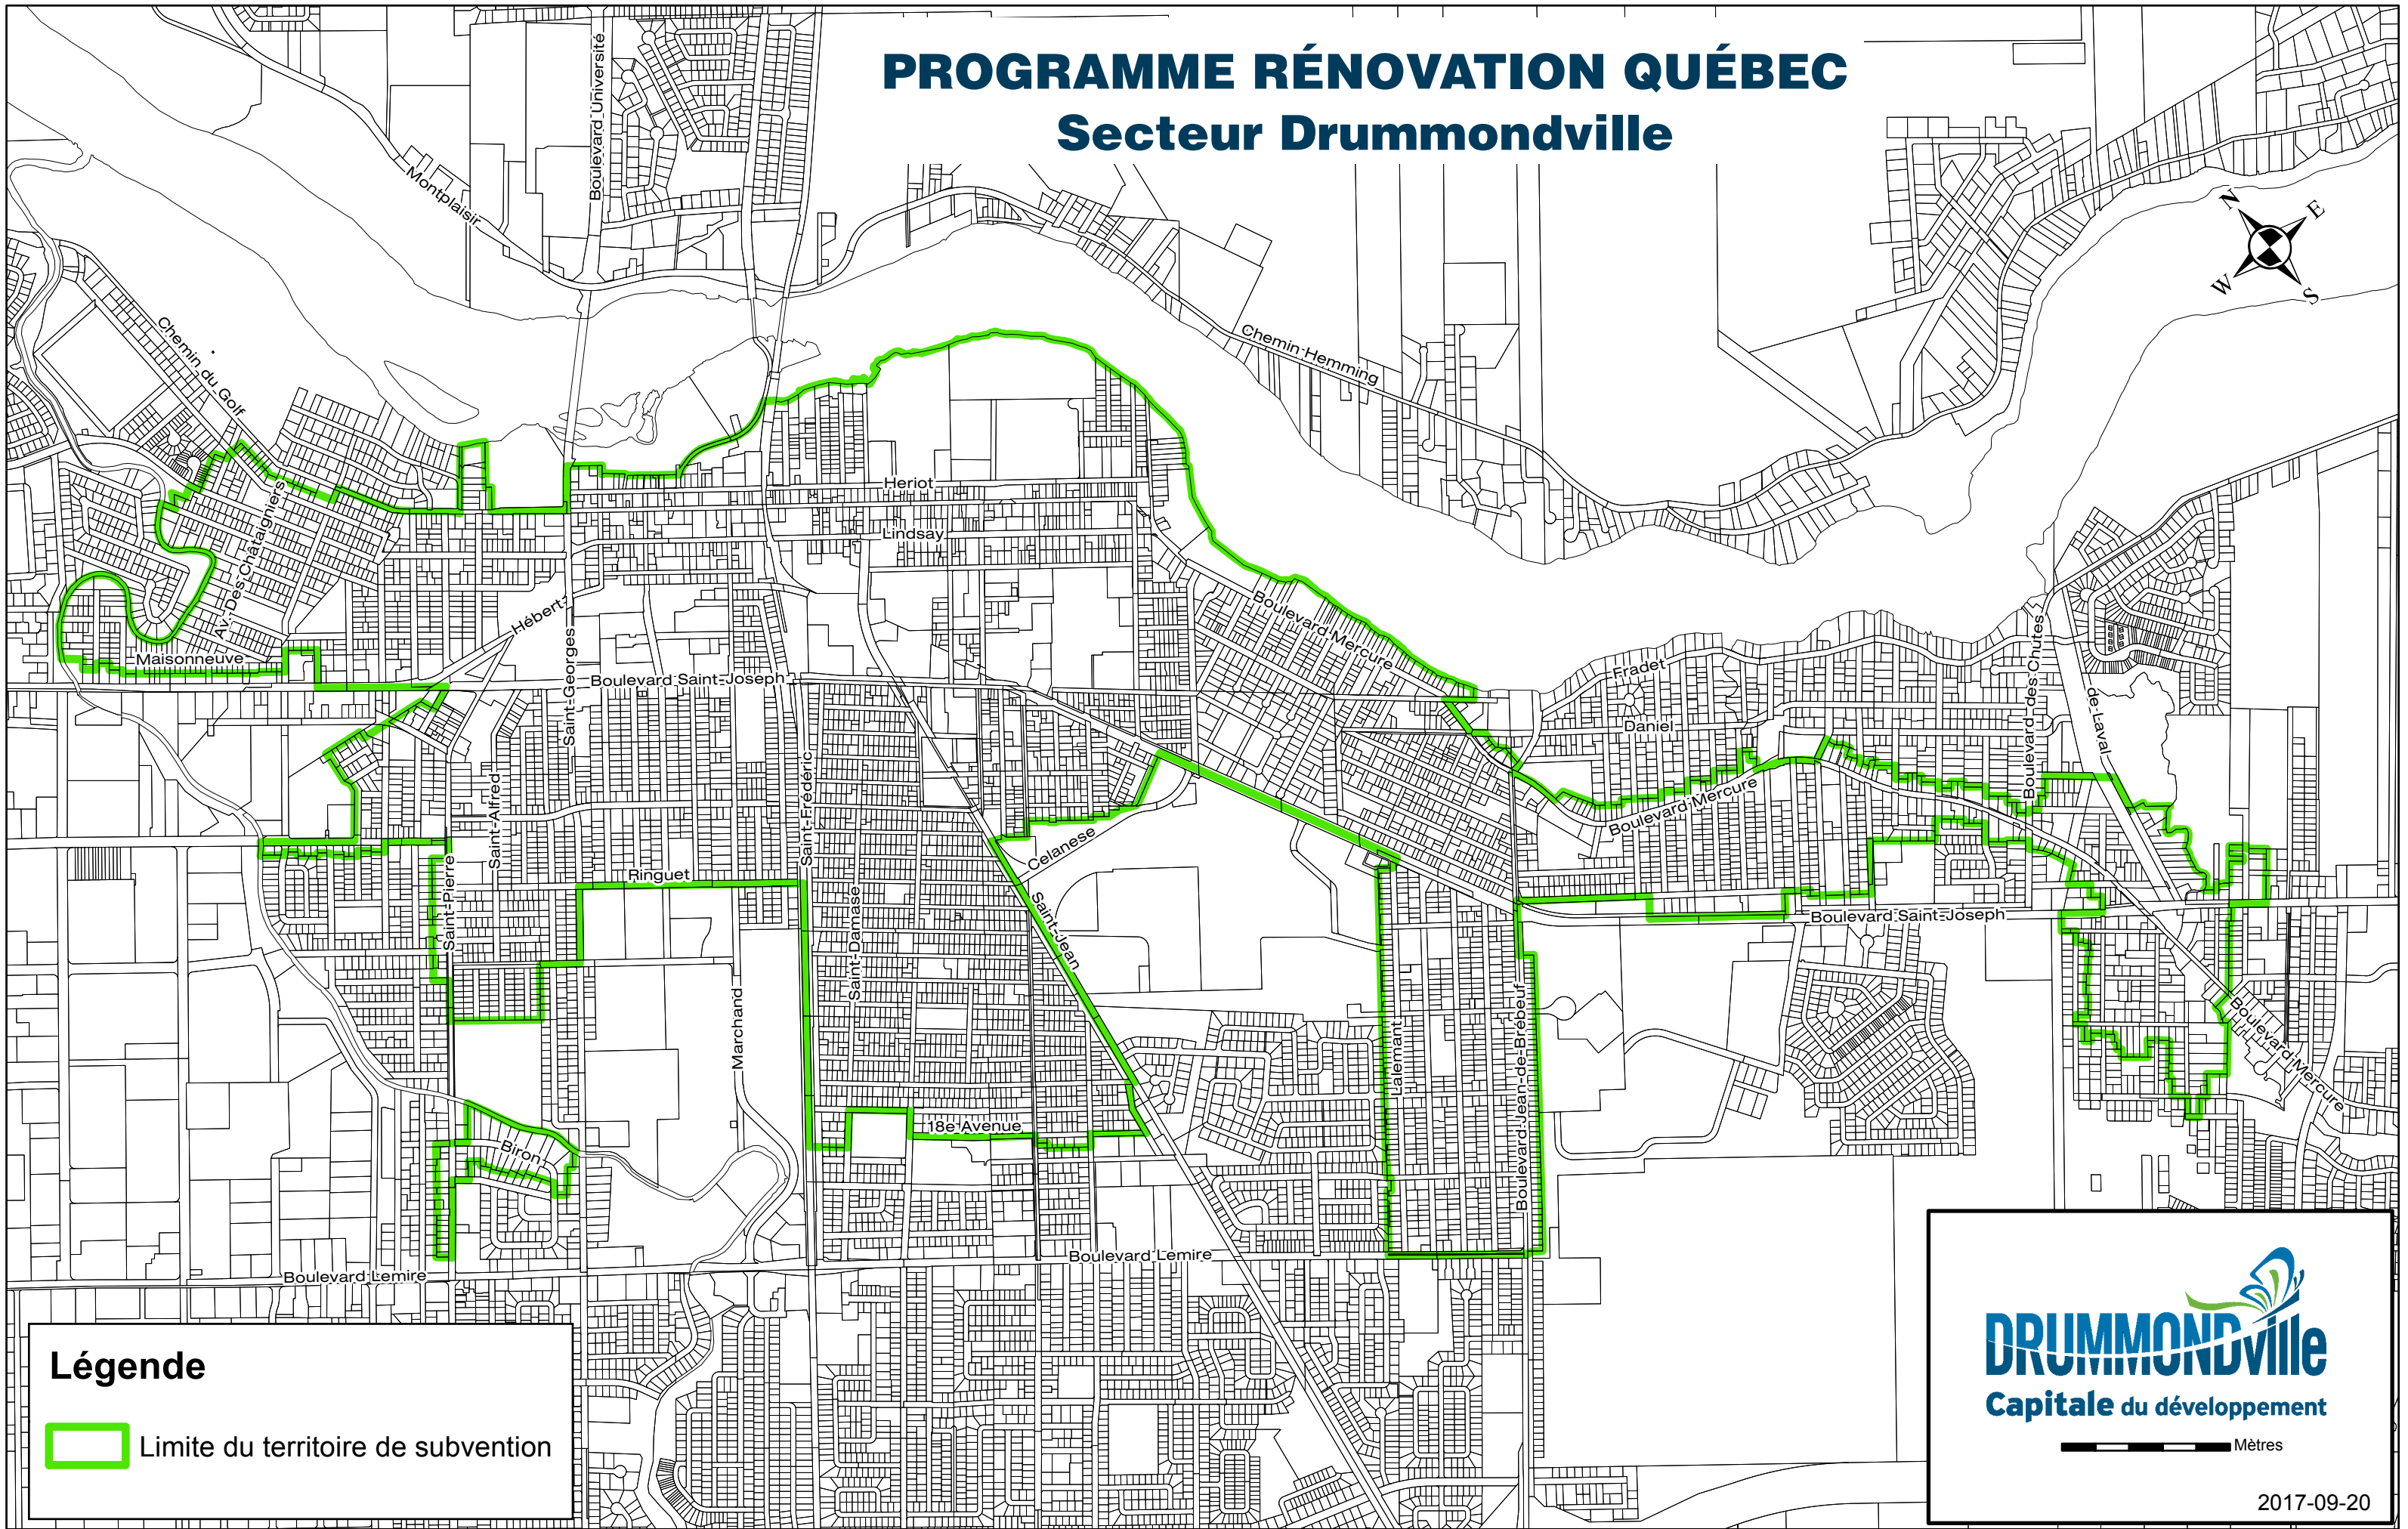 PROGRAMME RÉNOVATION QUÉBEC
Secteur Drummondville
Boulevard Université
Montplaisir
N
E
W
S
Chemin du Golf
Chemin Hemming
Av. Des Châtaigniers
Heriot
Lindsay
Hébert
Saint-Georges
Boulevard Mercure
Maisonneuve
Boulevard Saint-Joseph
Fradet
Daniel
Boulevard-des-Chutes
de-Laval
Saint-Alfred
Saint-Frédéric
Boulevard Mercure
Celanese
Saint-Pierre
Ringuet
Saint-Damase
Saint-Jean
Boulevard Saint-Joseph
Marchand
Lalemant
Boulevard Jean-de-Brébeuf
Boulevard Mercure
18e Avenue
Biron
Boulevard Lemire
Boulevard Lemire
Légende
Limite du territoire de subvention
DRUMMONDville
Capitale du développement
Mètres
2017-09-20